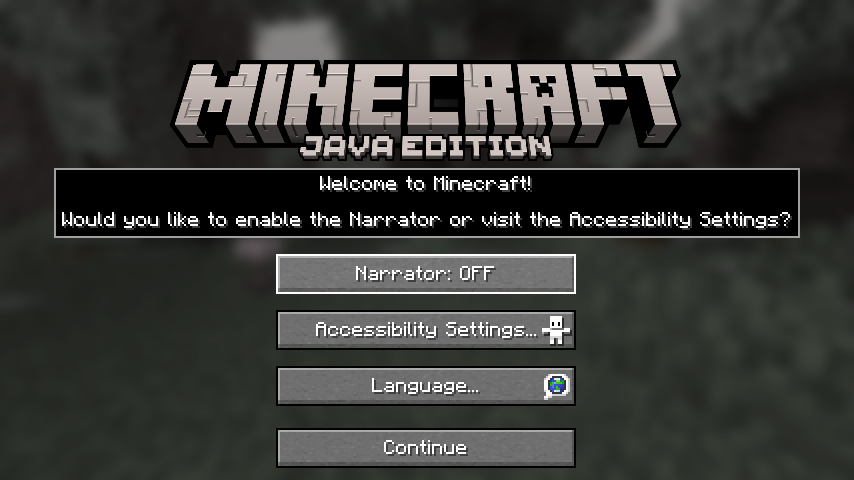 MINECRAFT
JAVA EDITION
Welcome to Minecraft!
Would you like to enable the Narrator or visit the Accessibility Settings?
Narrator: OFF
Accessibility Settings...
Language...
Continue